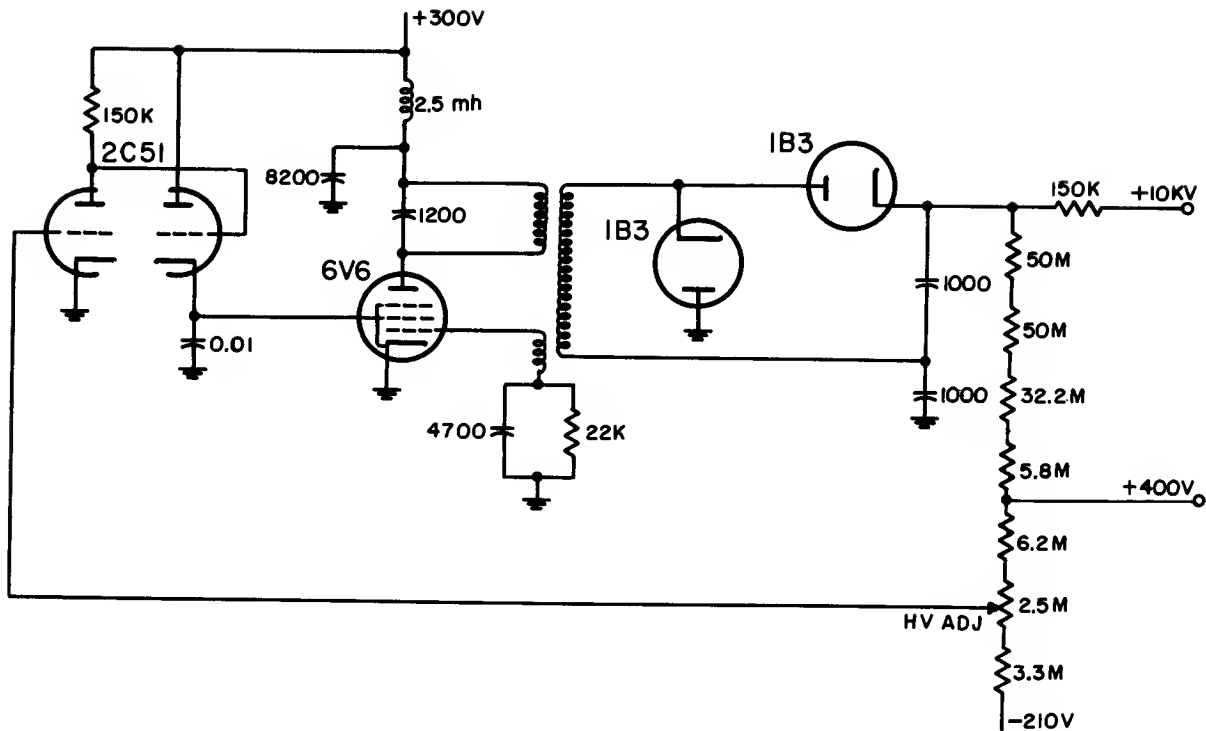 +300V
150K
2.5 mh
2C51
8200
1200
1B3
1B3
150K
+10KV
50M
6V6
1000
50M
0.01
1000
32.2M
4700
22K
5.8M
+400V
6.2M
2.5M
HV ADJ
3.3M
-210V